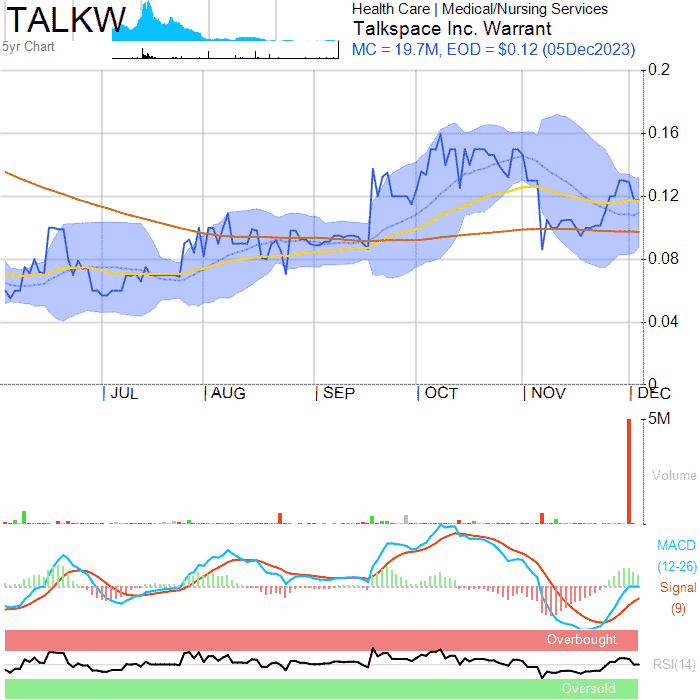 TALKW
5yr Chart
Health Care | Medical/Nursing Services
Talkspace Inc. Warrant
MC = 19.7M, EOD = $0.12 (05Dec2023)
0.2
0.16
0.12
0.08
0.04
0
JUL AUG SEP OCT NOV DEC
5M
Volume
MACD
(12-26)
Signal
(9)
Overbought
RSI(14)
Oversold